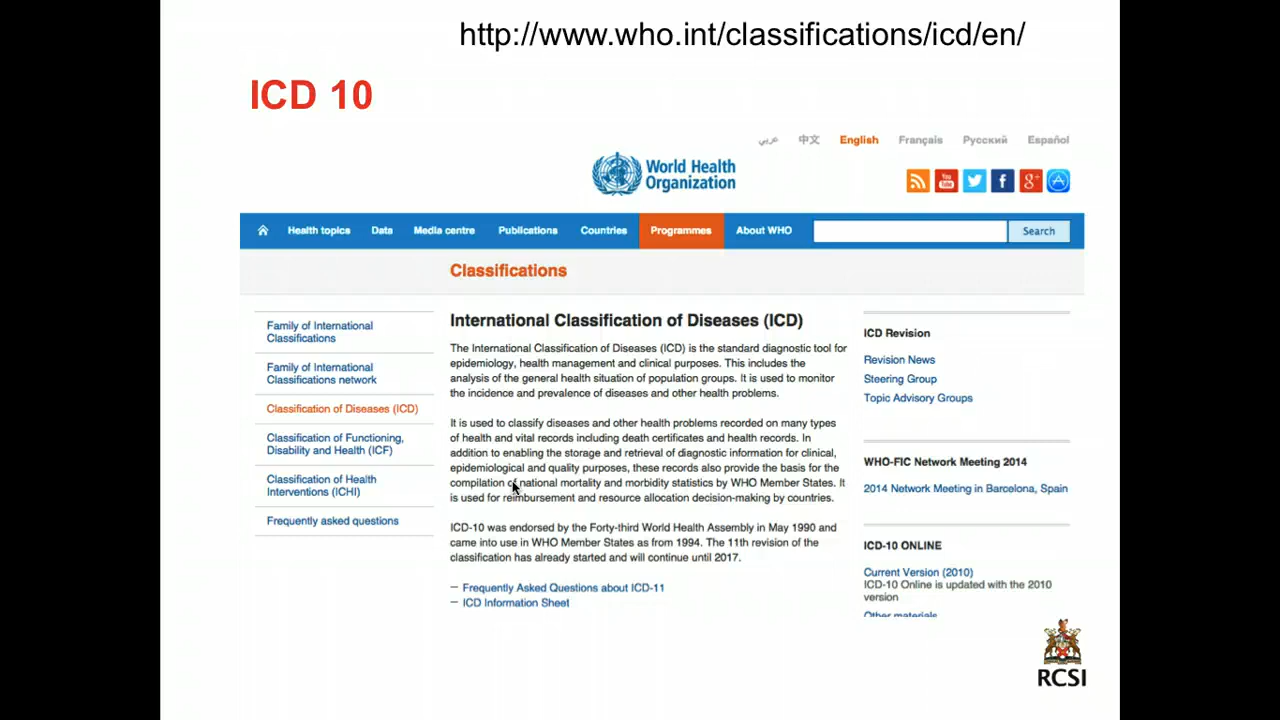 http://www.who.int/classifications/icd/en/
ICD 10
عربي 中文 English Français Русский Español
World Health
Organization
Health topics Data Media centre Publications Countries Programmes About WHO Search
Classifications
Family of International
Classifications
Family of International
Classifications network
Classification of Diseases (ICD)
Classification of Functioning,
Disability and Health (ICF)
Classification of Health
Interventions (ICHI)
Frequently asked questions
International Classification of Diseases (ICD)
The International Classification of Diseases (ICD) is the standard diagnostic tool for
epidemiology, health management and clinical purposes. This includes the
analysis of the general health situation of population groups. It is used to monitor
the incidence and prevalence of diseases and other health problems.
It is used to classify diseases and other health problems recorded on many types
of health and vital records including death certificates and health records. In
addition to enabling the storage and retrieval of diagnostic information for clinical,
epidemiological and quality purposes, these records also provide the basis for the
compilation of national mortality and morbidity statistics by WHO Member States. It
is used for reimbursement and resource allocation decision-making by countries.
ICD-10 was endorsed by the Forty-third World Health Assembly in May 1990 and
came into use in WHO Member States as from 1994. The 11th revision of the
classification has already started and will continue until 2017.
– Frequently Asked Questions about ICD-11
– ICD Information Sheet
ICD Revision
Revision News
Steering Group
Topic Advisory Groups
WHO-FIC Network Meeting 2014
2014 Network Meeting in Barcelona, Spain
ICD-10 ONLINE
Current Version (2010)
ICD-10 Online is updated with the 2010
version
Other materials
RCSI